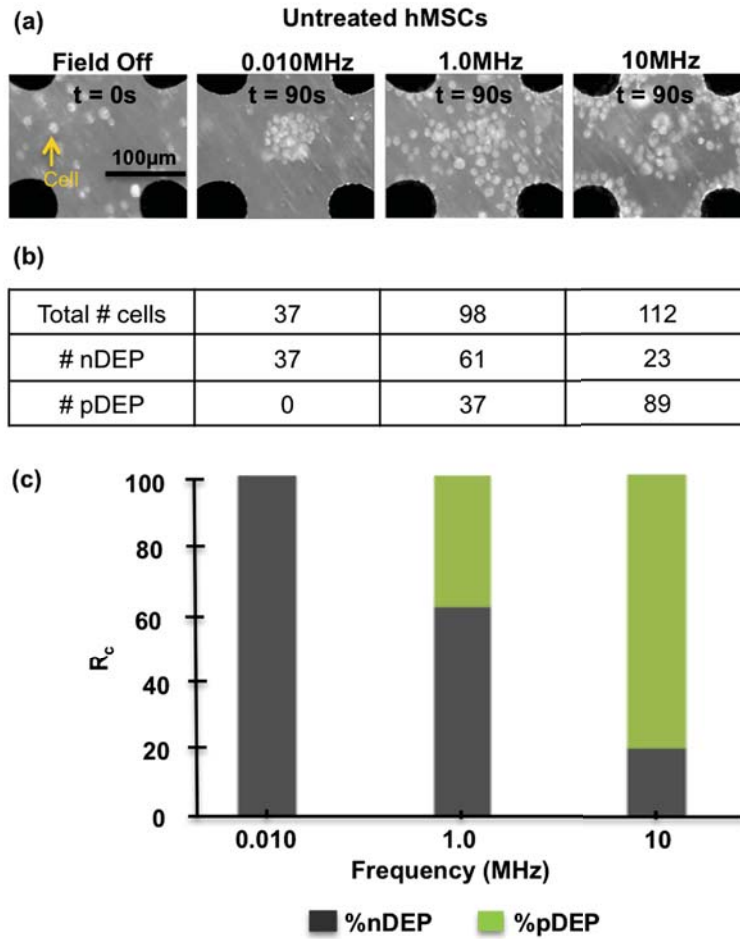 (a)
Untreated hMSCs
Field Off 0.010MHz 1.0MHz 10MHz
t = 0s t = 90s t = 90s t = 90s
Cell
100µm
(b)
Total # cells 37 98 112
# nDEP 37 61 23
# pDEP 0 37 89
(c)
100
80
60
40
20
0
Rc
0.010 1.0 10
Frequency (MHz)
%nDEP %pDEP